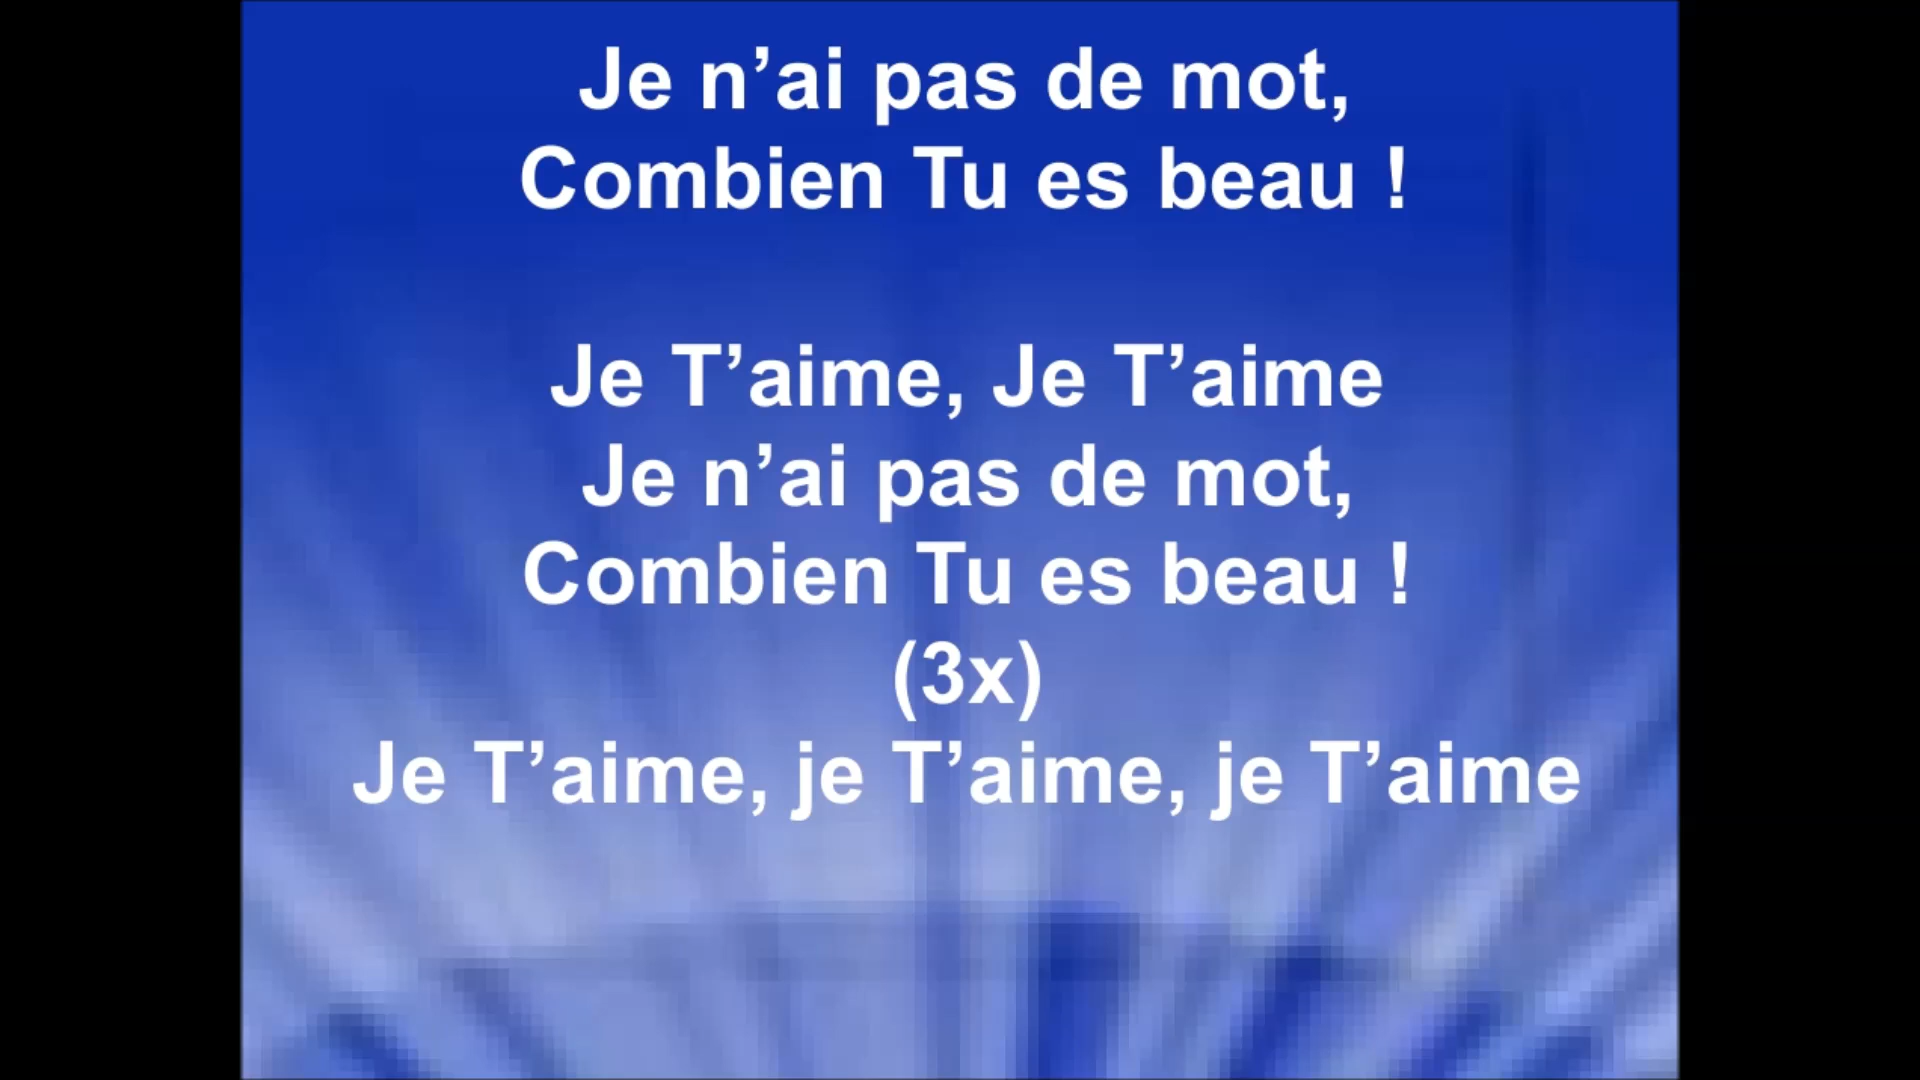 Je n’ai pas de mot,
Combien Tu es beau !
Je T’aime, Je T’aime
Je n’ai pas de mot,
Combien Tu es beau !
(3x)
Je T’aime, je T’aime, je T’aime